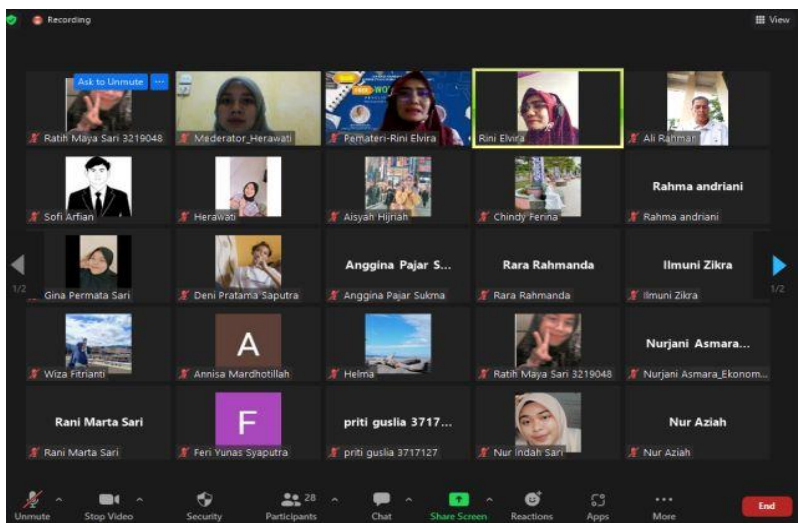 Recording
View
Ask to Unmute ...
Ratih Maya Sari 3219048
Mederator_Herawati
Pemateri-Rini Elvira
Rini Elvira
Ali Rahman
Rahma andriani
Sofi Arfian
Herawati
Aisyah Hijriah
Chindy Ferina
Rahma andriani
Anggina Pajar S...
Rara Rahmanda
Ilmuni Zikra
1/2
1/2
Gina Permata Sari
Deni Pratama Saputra
Anggina Pajar Sukma
Rara Rahmanda
Ilmuni Zikra
A
Nurjani Asmara...
Wiza Fitrianti
Annisa Mardhotillah
Helma
Ratih Maya Sari 3219048
Nurjani Asmara_Ekonom...
Rani Marta Sari
F
priti guslia 3717...
Nur Aziah
Rani Marta Sari
Feri Yunas Syaputra
priti guslia 3717127
Nur Indah Sari
Nur Aziah
28
Unmute
Stop Video
Security
Participants
Chat
Share Screen
Reactions
Apps
More
End